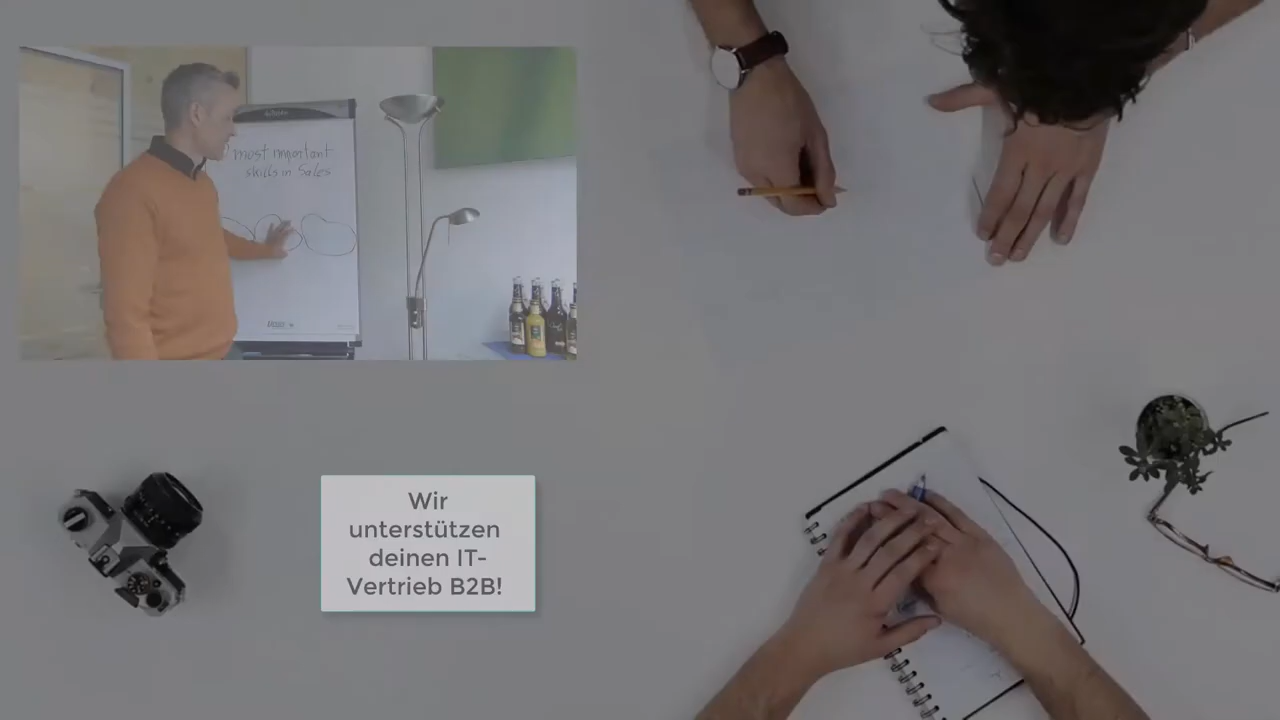 most important
skills in Sales
Wir
unterstützen
deinen IT-
Vertrieb B2B!